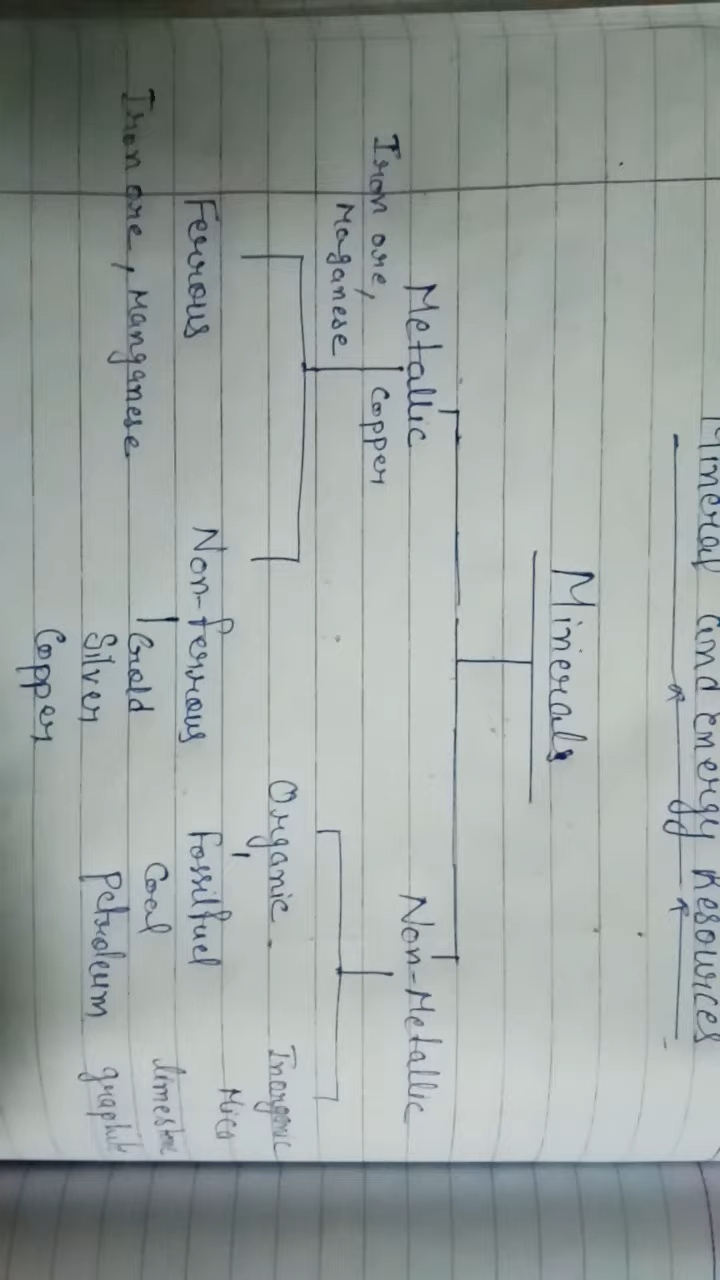 Mineral and energy Resources
Minerals
Metallic Non-Metallic
Iron ore, Copper
Maganese
Organic Inorganic
Ferrous Non-ferrous Fossilfuel Mica
Iron ore, Manganese Gold Coal limestone
Silver Petroleum graphite
Copper